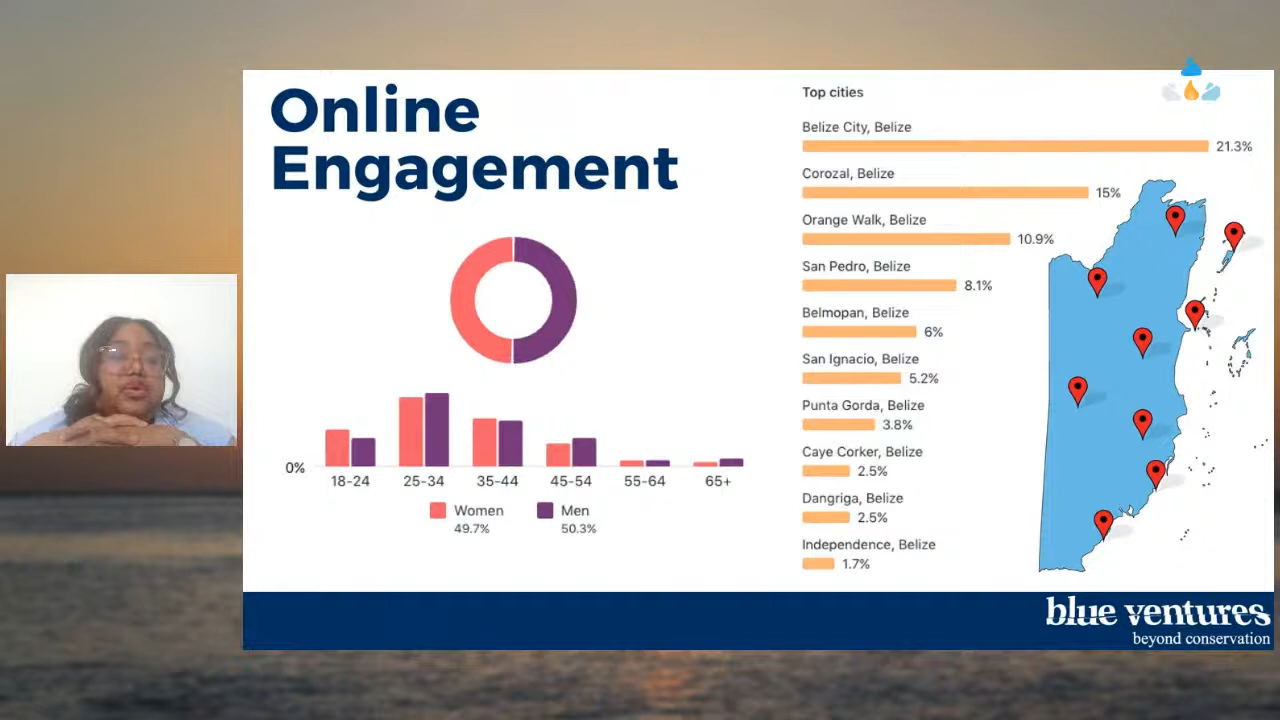 Online
Engagement
0%
18-24
25-34
35-44
45-54
55-64
65+
Women
49.7%
Men
50.3%
Top cities
Belize City, Belize
21.3%
Corozal, Belize
15%
Orange Walk, Belize
10.9%
San Pedro, Belize
8.1%
Belmopan, Belize
6%
San Ignacio, Belize
5.2%
Punta Gorda, Belize
3.8%
Caye Corker, Belize
2.5%
Dangriga, Belize
2.5%
Independence, Belize
1.7%
blue ventures
beyond conservation